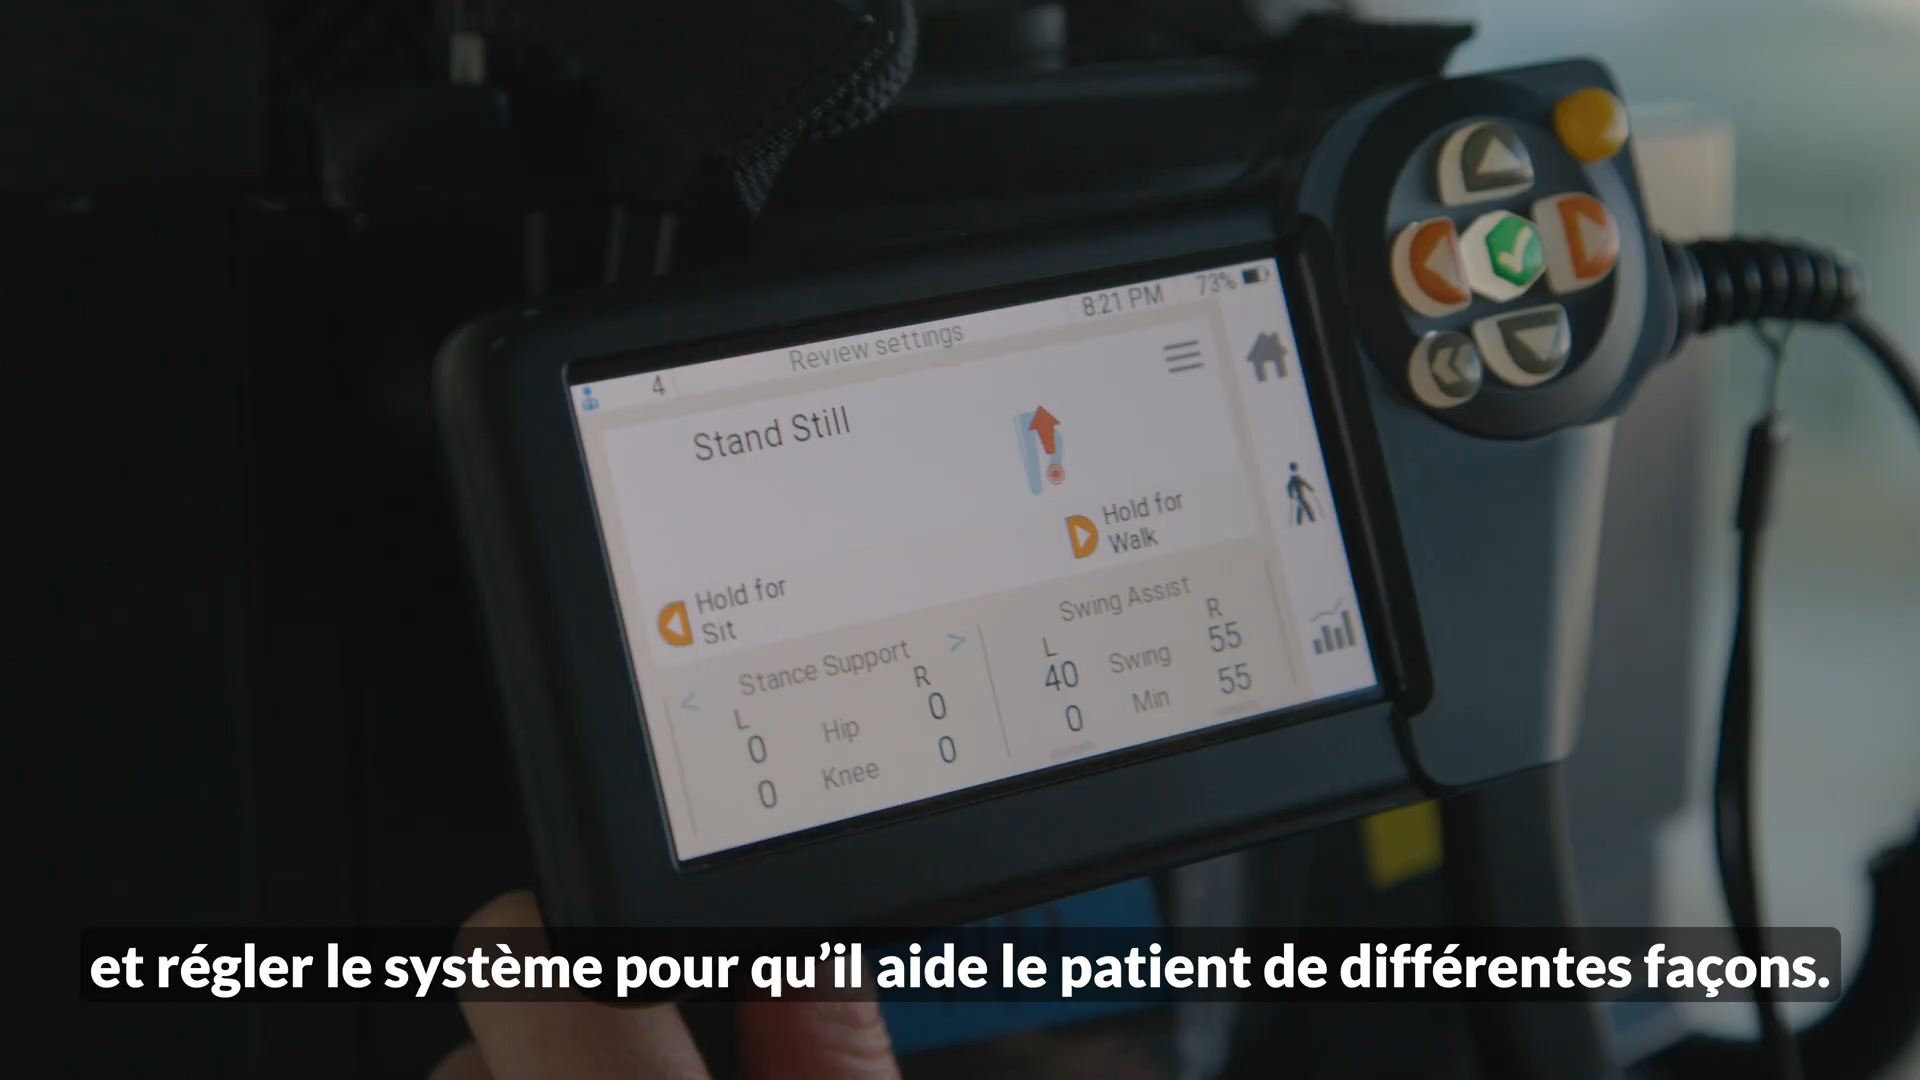 8:21 PM 73%
4 Review settings
Stand Still
Hold for
Walk
Hold for
Sit
Stance Support >
< L R
0 Hip 0
0 Knee 0
Swing Assist
L R
40 Swing 55
0 Min 55
et régler le système pour qu’il aide le patient de différentes façons.